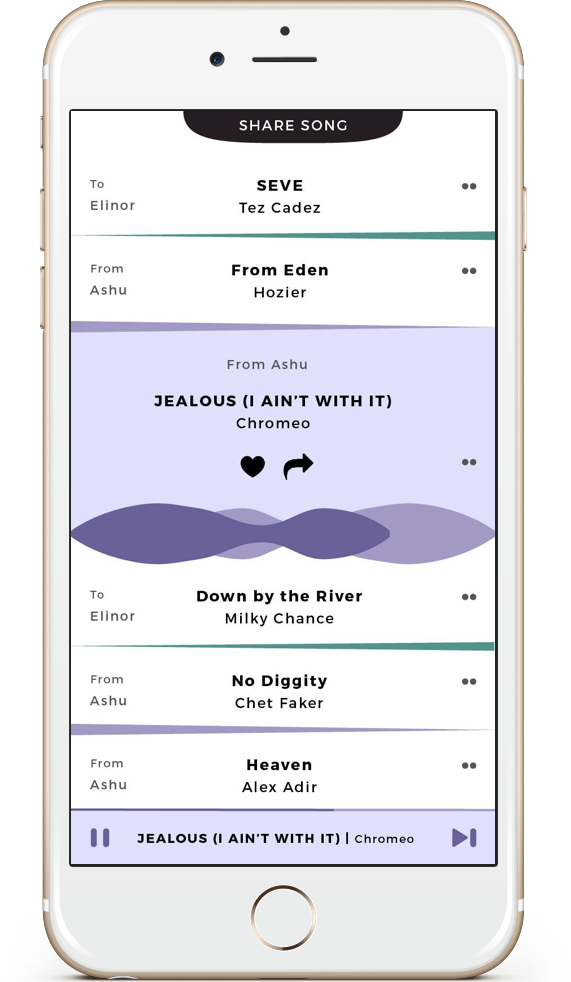 SHARE SONG
To
Elinor
SEVE
Tez Cadez
From
Ashu
From Eden
Hozier
From Ashu
JEALOUS (I AIN'T WITH IT)
Chromeo
To
Elinor
Down by the River
Milky Chance
From
Ashu
No Diggity
Chet Faker
From
Ashu
Heaven
Alex Adir
JEALOUS (I AIN'T WITH IT) | Chromeo